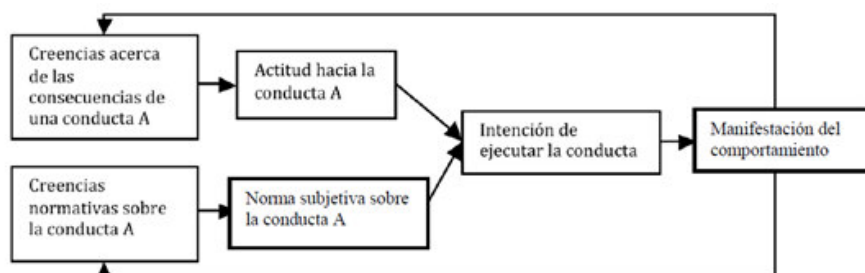 Creencias acerca
de las
consecuencias de
una conducta A
Actitud hacia la
conducta A
Intención de
ejecutar la conducta
Manifestación del
comportamiento
Creencias
normativas sobre
la conducta A
Norma subjetiva sobre
la conducta A